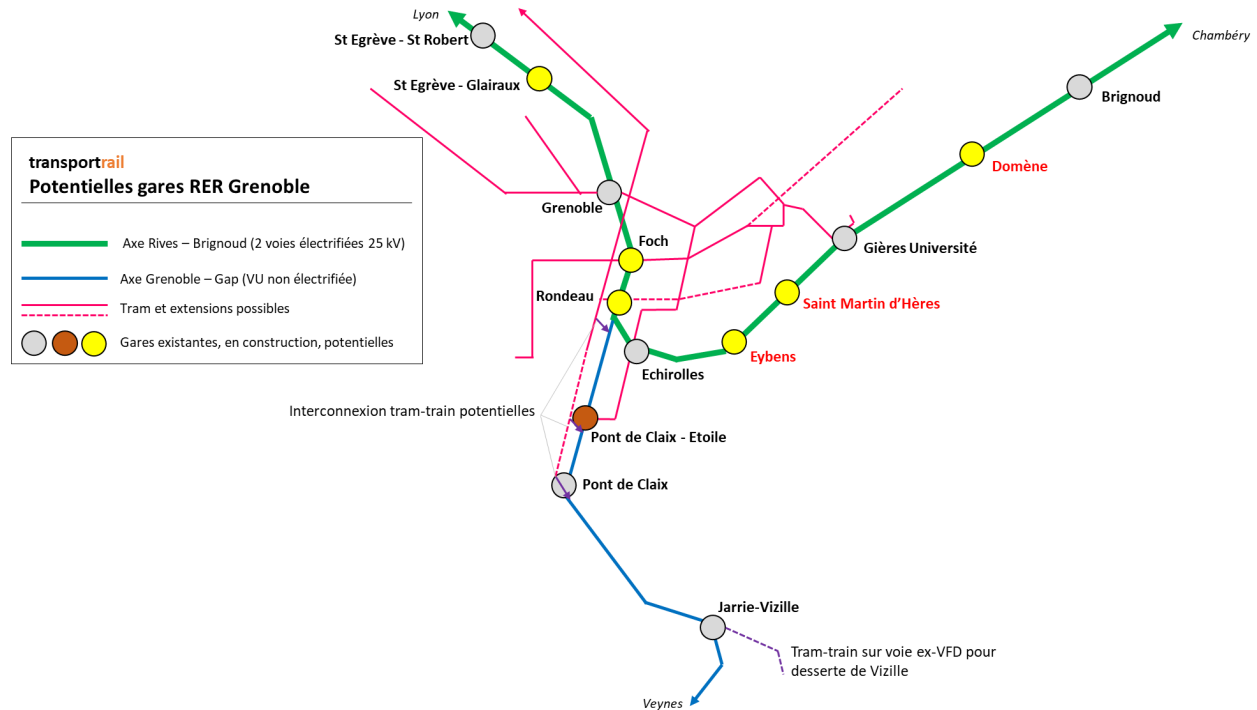 Lyon
St Egrève - St Robert
Chambéry
St Egrève - Glairaux
Brignoud
transportrail
Potentielles gares RER Grenoble
Domène
Grenoble
Axe Rives – Brignoud (2 voies électrifiées 25 kV)
Foch
Gières Université
Axe Grenoble – Gap (VU non électrifiée)
Rondeau
Saint Martin d’Hères
Tram et extensions possibles
Gares existantes, en construction, potentielles
Eybens
Echirolles
Interconnexion tram-train potentielles
Pont de Claix - Etoile
Pont de Claix
Jarrie-Vizille
Tram-train sur voie ex-VFD pour
desserte de Vizille
Veynes